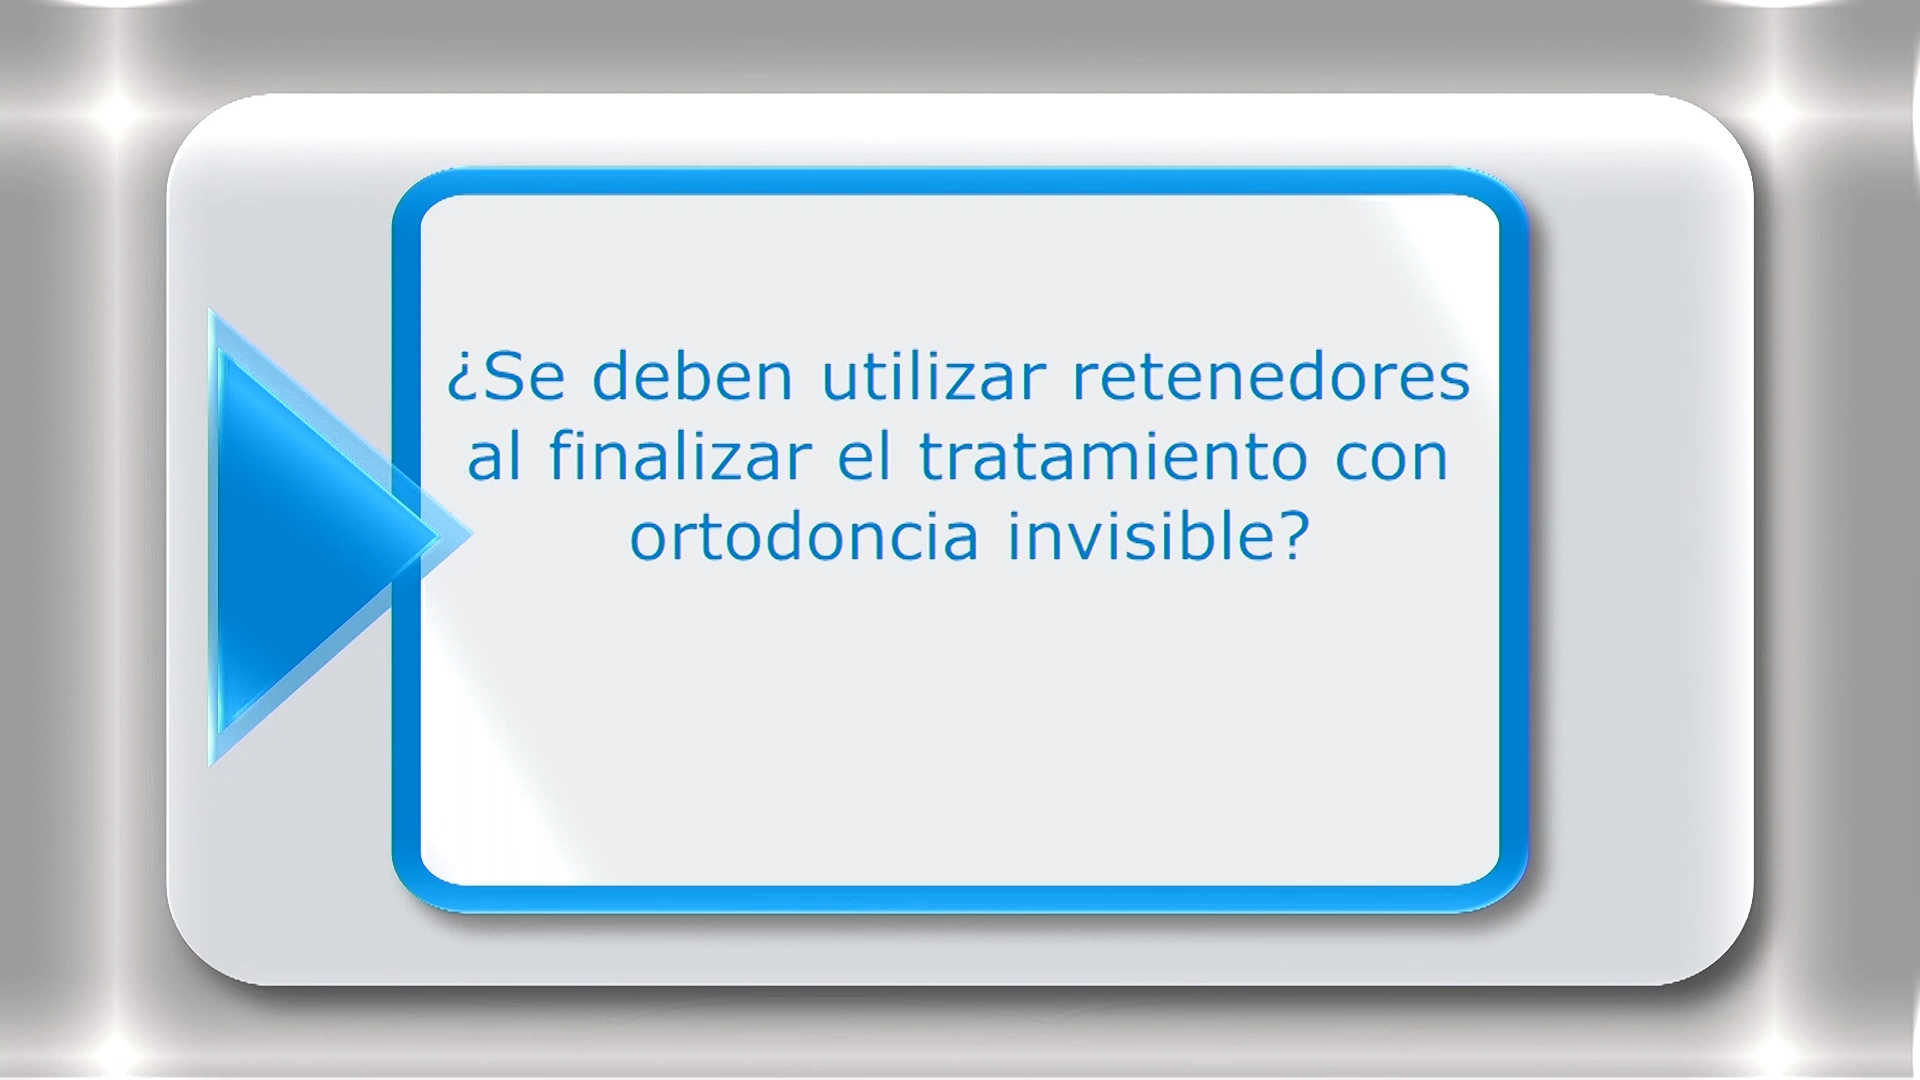 ¿Se deben utilizar retenedores
al finalizar el tratamiento con
ortodoncia invisible?